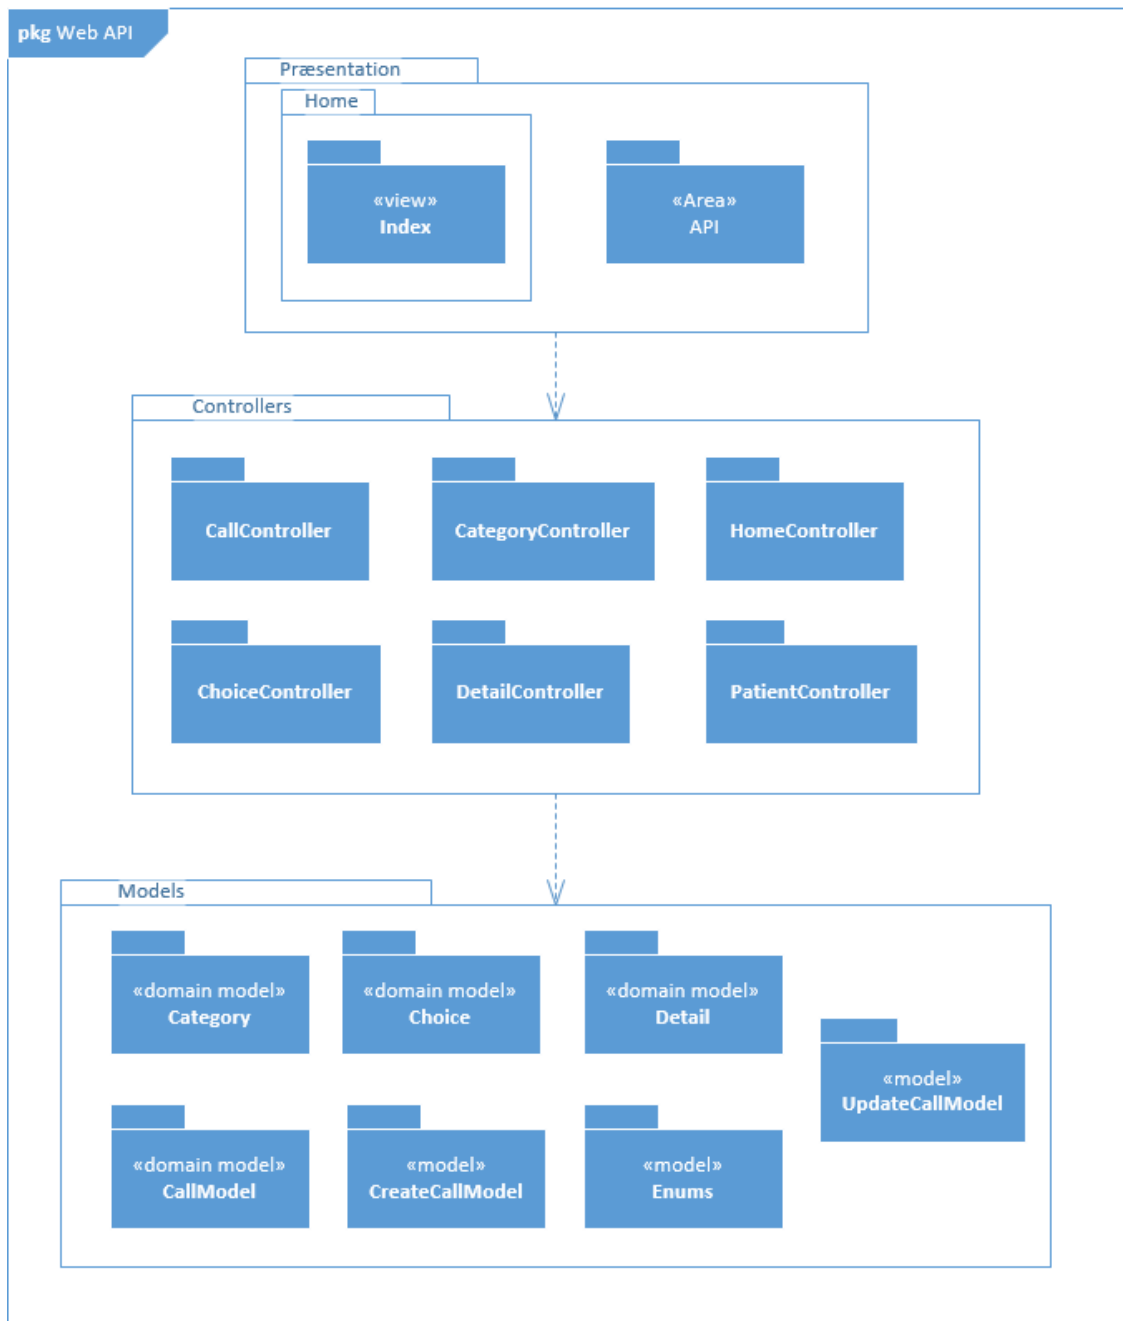 pkg Web API
Præsentation
Home
«view»
Index
«Area»
API
Controllers
CallController
CategoryController
HomeController
ChoiceController
DetailController
PatientController
Models
«domain model»
Category
«domain model»
Choice
«domain model»
Detail
«model»
UpdateCallModel
«domain model»
CallModel
«model»
CreateCallModel
«model»
Enums